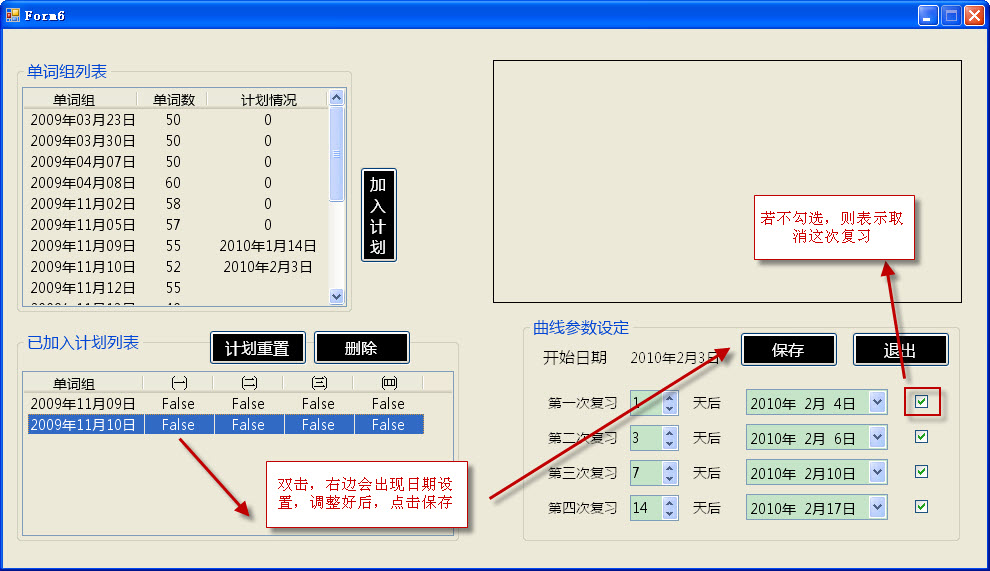 Form6
单词组列表
单词组 单词数 计划情况
2009年03月23日 50 0
2009年03月30日 50 0
2009年04月07日 50 0
2009年04月08日 60 0
2009年11月02日 58 0
2009年11月05日 57 0
2009年11月09日 55 2010年1月14日
2009年11月10日 52 2010年2月3日
2009年11月12日 55
加入计划
若不勾选，则表示取
消这次复习
已加入计划列表
计划重置 删除
单词组 (一) (二) (三) (四)
2009年11月09日 False False False False
2009年11月10日 False False False False
双击，右边会出现日期设
置，调整好后，点击保存
曲线参数设定
开始日期 2010年2月3日 保存 退出
第一次复习 1 天后 2010年 2月 4日
第二次复习 3 天后 2010年 2月 6日
第三次复习 7 天后 2010年 2月10日
第四次复习 14 天后 2010年 2月17日